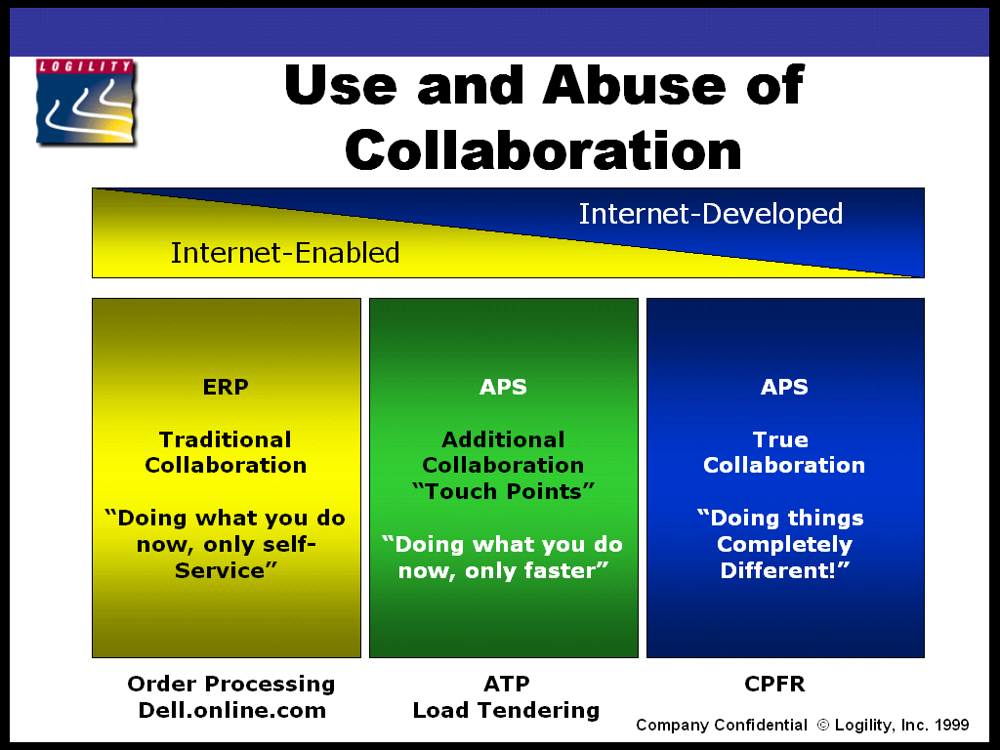 LOGILITY
Use and Abuse of
Collaboration
Internet-Developed
Internet-Enabled
ERP
Traditional
Collaboration
“Doing what you do
now, only self-
Service”
APS
Additional
Collaboration
“Touch Points”
“Doing what you do
now, only faster”
APS
True
Collaboration
“Doing things
Completely
Different!”
Order Processing
Dell.online.com
ATP
Load Tendering
CPFR
Company Confidential © Logility, Inc. 1999